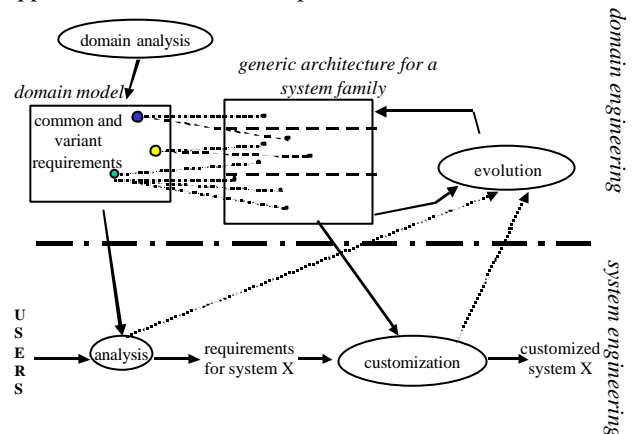 domain analysis
domain engineering
generic architecture for a
system family
domain model
common and
variant
requirements
evolution
system engineering
USERS
analysis
requirements
for system X
customization
customized
system X